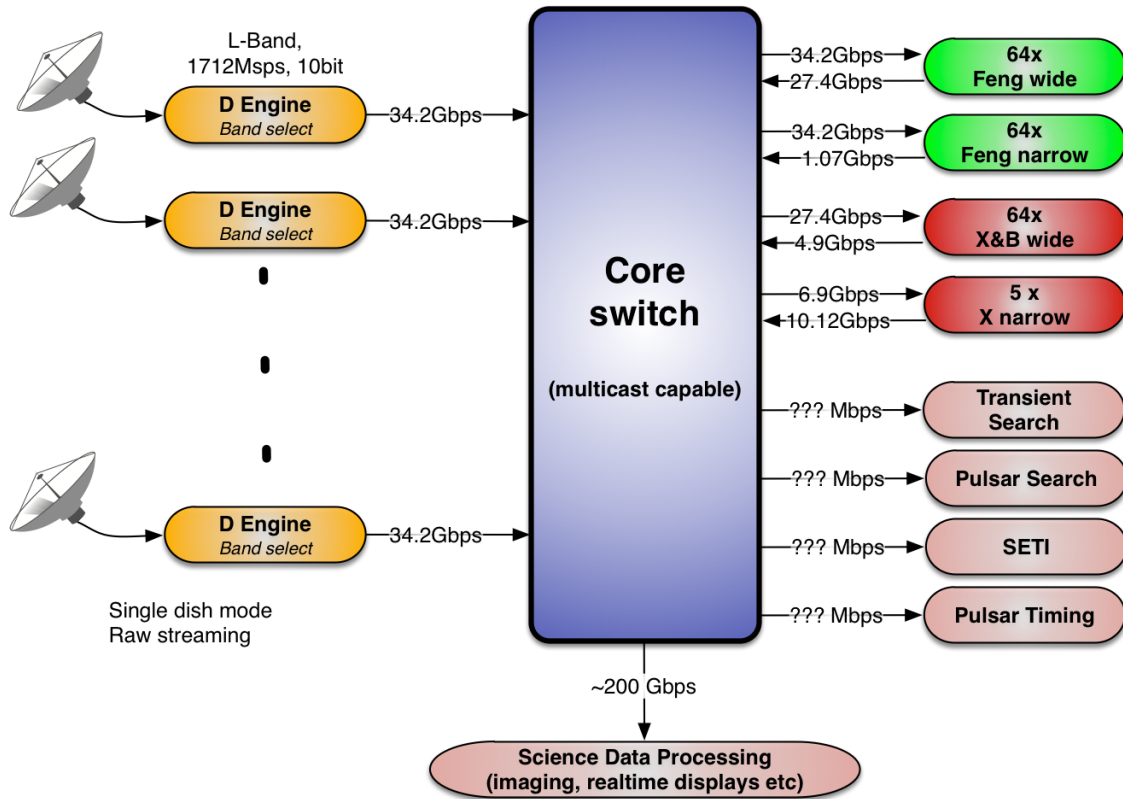 L-Band,
1712Msps, 10bit
D Engine
Band select
34.2Gbps
D Engine
Band select
34.2Gbps
D Engine
Band select
34.2Gbps
Single dish mode
Raw streaming
Core
switch
(multicast capable)
34.2Gbps
27.4Gbps
64x
Feng wide
34.2Gbps
1.07Gbps
64x
Feng narrow
27.4Gbps
4.9Gbps
64x
X&B wide
6.9Gbps
10.12Gbps
5 x
X narrow
??? Mbps
Transient
Search
??? Mbps
Pulsar Search
??? Mbps
SETI
??? Mbps
Pulsar Timing
~200 Gbps
Science Data Processing
(imaging, realtime displays etc)